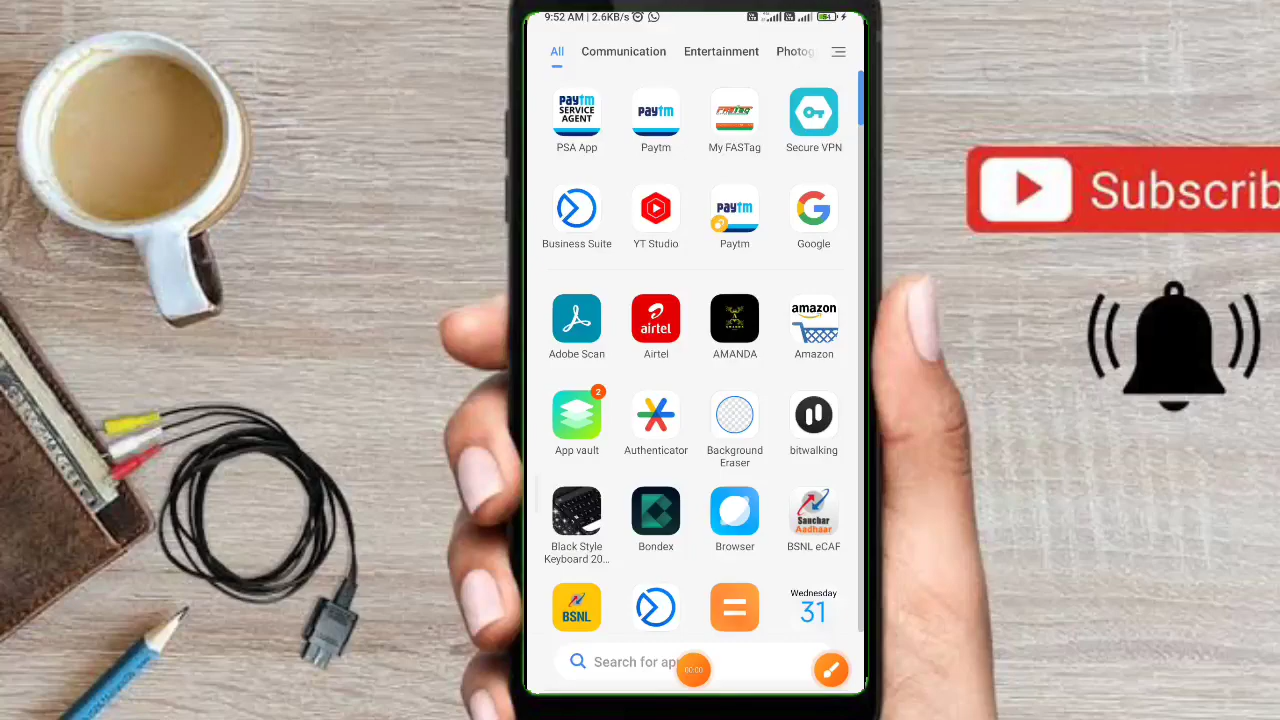 9:52 AM | 2.6KB/s
All Communication Entertainment Photog
PAYTM SERVICE AGENT
paytm
FASTag
PSA App Paytm My FASTag Secure VPN
paytm
Business Suite YT Studio Paytm Google
airtel
AMANDA
amazon
Adobe Scan Airtel AMANDA Amazon
2
App vault Authenticator Background Eraser bitwalking
Sanchar Aadhaar
Black Style Keyboard 20... Bondex Browser BSNL eCAF
BSNL
Wednesday
31
Search for ap
00:00
Subscrib